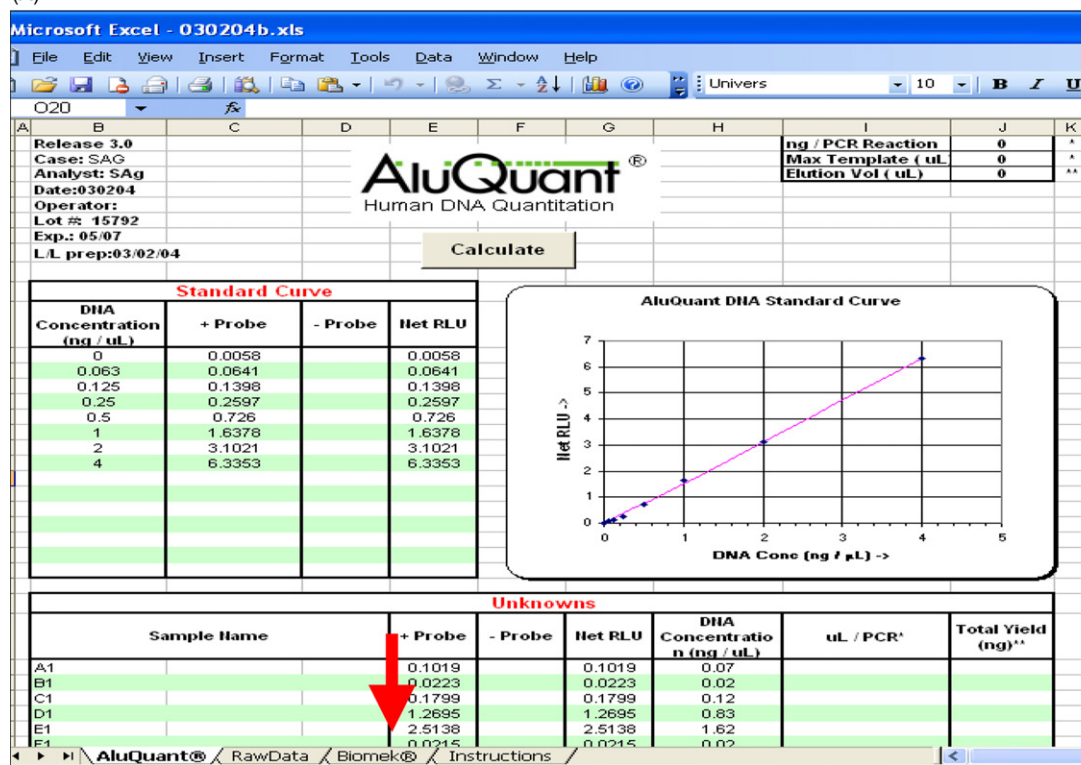 Microsoft Excel - 030204b.xls
File Edit View Insert Format Tools Data Window Help
Univers 10 B I U
O20 fx
A B C D E F G H I J K
Release 3.0 ng / PCR Reaction 0 *
Case: SAG Max Template ( uL 0 *
Analyst: SAg Elution Vol ( uL) 0 **
Date:030204
Operator:
Lot #: 15792
Exp.: 05/07
L/L prep:03/02/04
AluQuant ®
Human DNA Quantitation
Calculate
Standard Curve
DNA Concentration (ng / uL) + Probe - Probe Net RLU
0 0.0058 0.0058
0.063 0.0641 0.0641
0.125 0.1398 0.1398
0.25 0.2597 0.2597
0.5 0.726 0.726
1 1.6378 1.6378
2 3.1021 3.1021
4 6.3353 6.3353
AluQuant DNA Standard Curve
Net RLU ->
7
6
5
4
3
2
1
0
0 1 2 3 4 5
DNA Conc (ng / µL) ->
Unknowns
Sample Name + Probe - Probe Net RLU DNA Concentratio n (ng / uL) uL / PCR* Total Yield (ng)**
A1 0.1019 0.1019 0.07
B1 0.0223 0.0223 0.02
C1 0.1799 0.1799 0.12
D1 1.2695 1.2695 0.83
E1 2.5138 2.5138 1.62
F1 0.0215 0.0215 0.02
AluQuant® RawData Biomek® Instructions